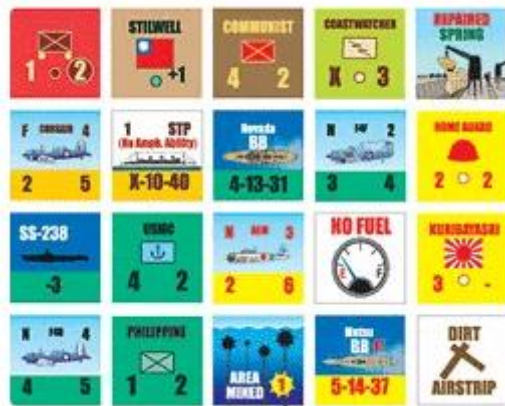 1 2
STILWELL
+1
COMMUNIST
4 2
COASTWATCHER
X 3
REPAIRED
SPRING
F CORSAIR 4
2 5
1 STP
(No Amph. Ability)
X-10-40
Nevada
BB
4-13-31
N F4F 2
3 4
HOME GUARD
2 2
SS-238
-3
USMC
4 2
N A6M 3
2 6
NO FUEL
E F
KURIBAYASHI
3 -
N 4
4 5
PHILIPPINE
1 2
AREA
MINED 1
Mutsu
BB
5-14-37
DIRT
AIRSTRIP